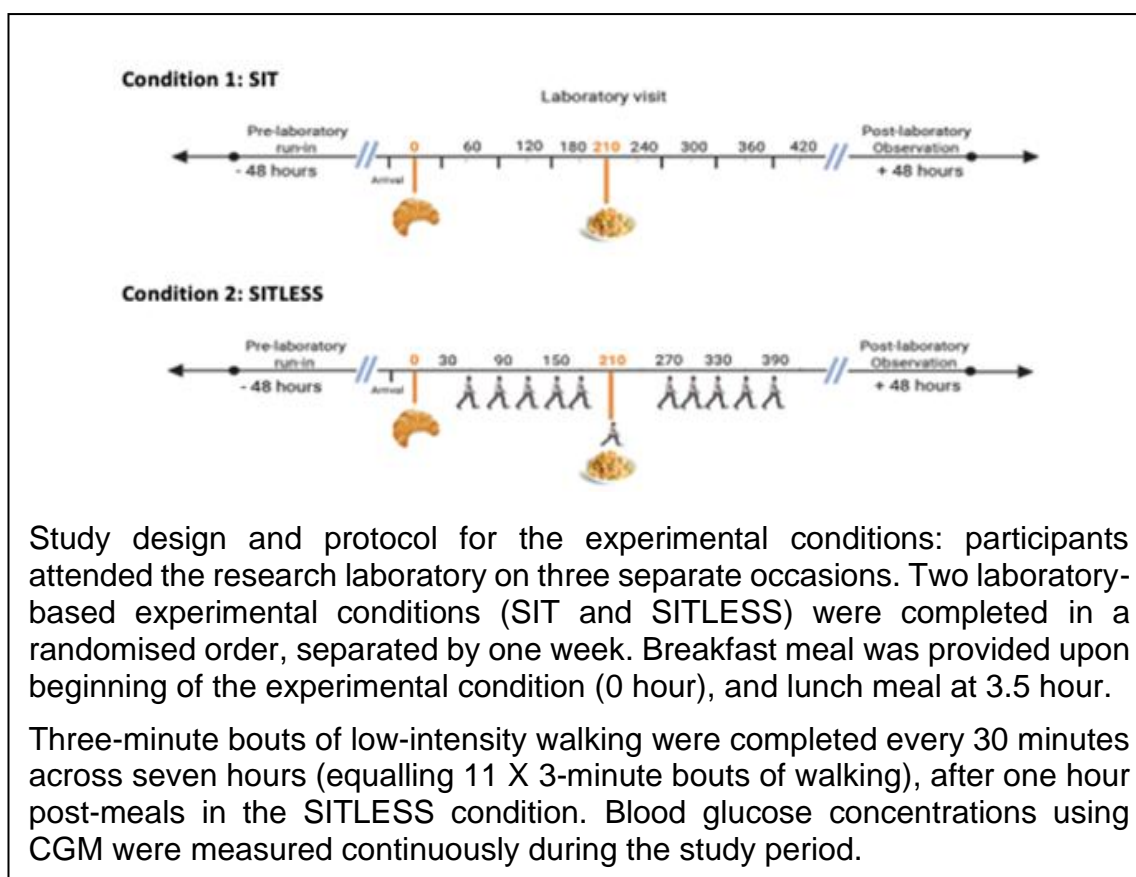 Condition 1: SIT
Laboratory visit
Pre-laboratory
run-in
- 48 hours
Arrival
0 60 120 180 210 240 300 360 420
Post-laboratory
Observation
+ 48 hours
Condition 2: SITLESS
Pre-laboratory
run-in
- 48 hours
Arrival
0 30 90 150 210 270 330 390
Post-laboratory
Observation
+ 48 hours
Study design and protocol for the experimental conditions: participants
attended the research laboratory on three separate occasions. Two laboratory-
based experimental conditions (SIT and SITLESS) were completed in a
randomised order, separated by one week. Breakfast meal was provided upon
beginning of the experimental condition (0 hour), and lunch meal at 3.5 hour.
Three-minute bouts of low-intensity walking were completed every 30 minutes
across seven hours (equalling 11 X 3-minute bouts of walking), after one hour
post-meals in the SITLESS condition. Blood glucose concentrations using
CGM were measured continuously during the study period.